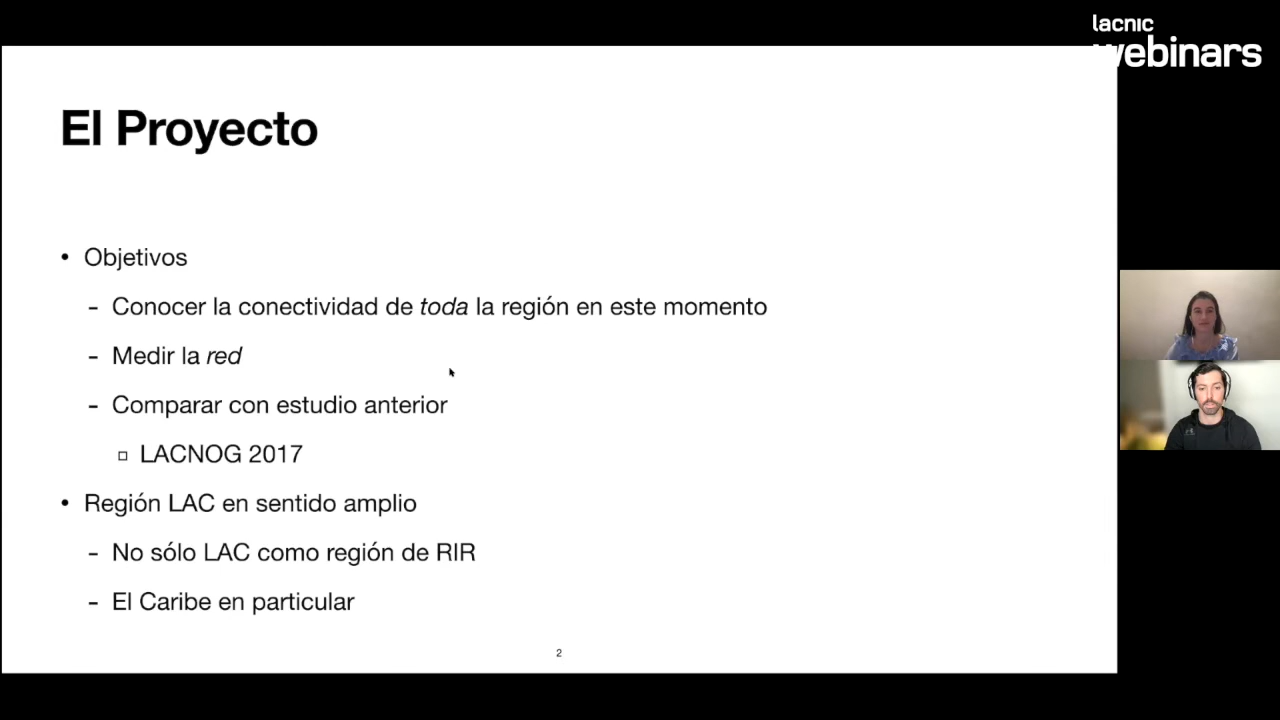 lacnic
webinars
El Proyecto
• Objetivos
- Conocer la conectividad de toda la región en este momento
- Medir la red
- Comparar con estudio anterior
▫ LACNOG 2017
• Región LAC en sentido amplio
- No sólo LAC como región de RIR
- El Caribe en particular
2